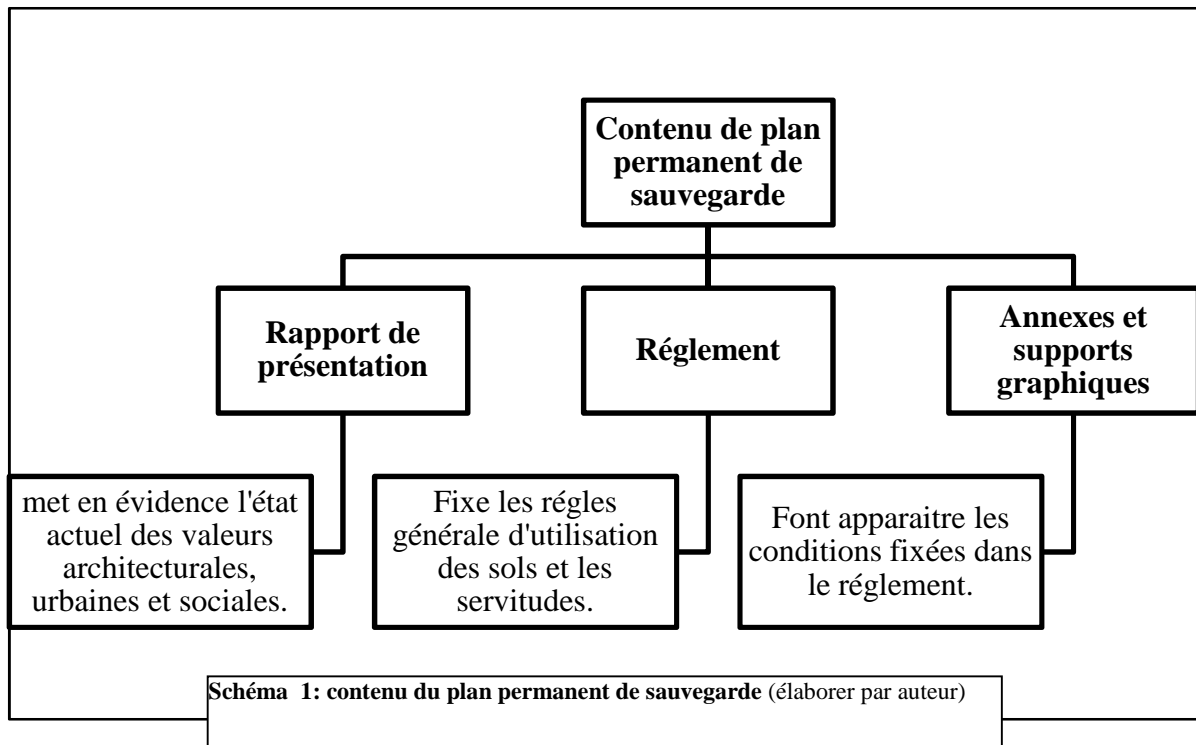 Contenu de plan
permanent de
sauvegarde
Rapport de
présentation
Réglement
Annexes et
supports
graphiques
met en évidence l'état
actuel des valeurs
architecturales,
urbaines et sociales.
Fixe les régles
générale d'utilisation
des sols et les
servitudes.
Font apparaitre les
conditions fixées dans
le réglement.
Schéma 1: contenu du plan permanent de sauvegarde (élaborer par auteur)